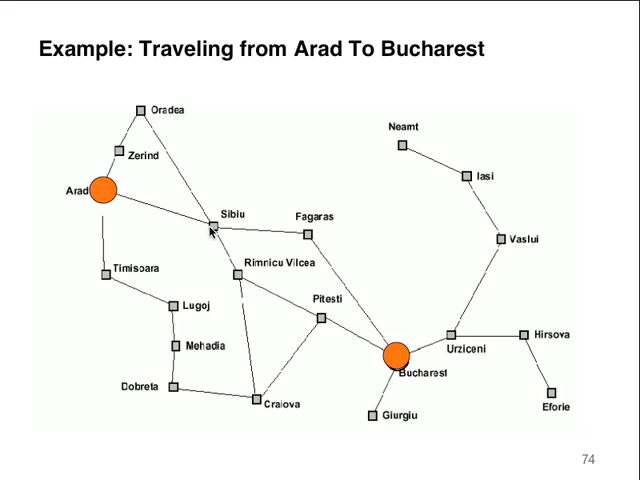 Example: Traveling from Arad To Bucharest
Oradea
Neamt
Zerind
Iasi
Arad
Sibiu
Fagaras
Vaslui
Rimnicu Vilcea
Timisoara
Pitesti
Lugoj
Hirsova
Mehadia
Urziceni
Bucharest
Dobreta
Craiova
Eforie
Giurgiu
74